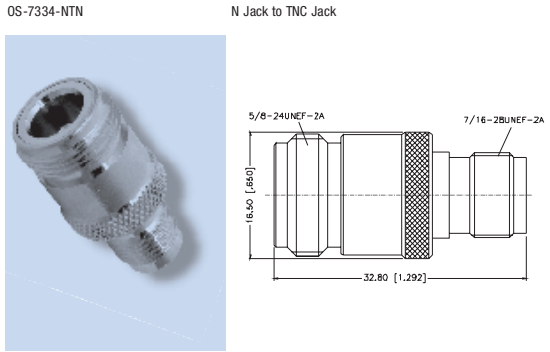 OS-7334-NTN
N Jack to TNC Jack
5/8-24UNEF-2A
7/16-28UNEF-2A
16.50 [.650]
32.80 [1.292]